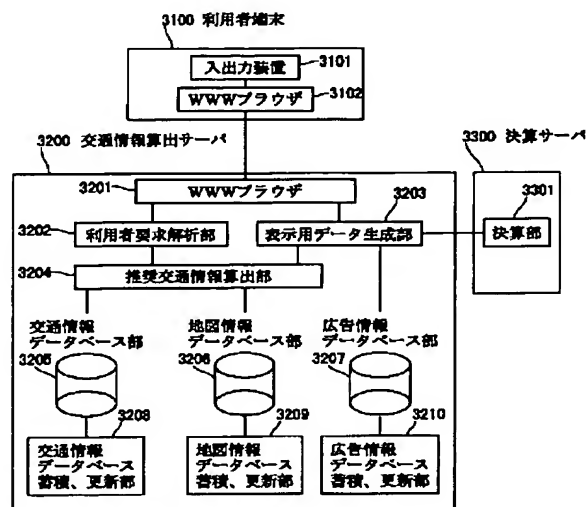 3100 利用者端末
入出力装置
3101
WWWブラウザ
3102
3200 交通情報算出サーバ
3300 決算サーバ
3201
WWWブラウザ
3203
3301
3202
利用者要求解析部
表示用データ生成部
決算部
3204
推奨交通情報算出部
交通情報
データベース部
地図情報
データベース部
広告情報
データベース部
3205
3206
3207
3208
3209
3210
交通情報
データベース
蓄積、更新部
地図情報
データベース
蓄積、更新部
広告情報
データベース
蓄積、更新部